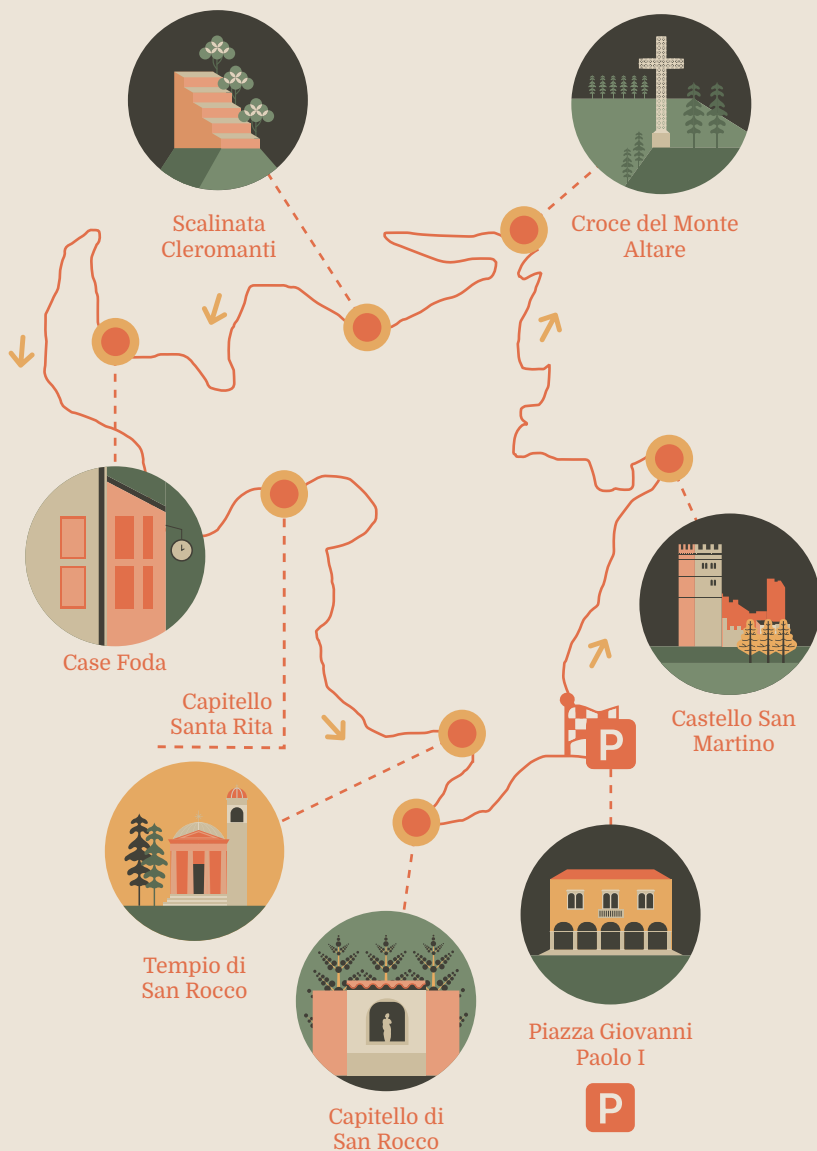 Scalinata
Cleromanti
Croce del Monte
Altare
Case Foda
Capitello
Santa Rita
P
Castello San
Martino
Tempio di
San Rocco
Piazza Giovanni
Paolo I
P
Capitello di
San Rocco